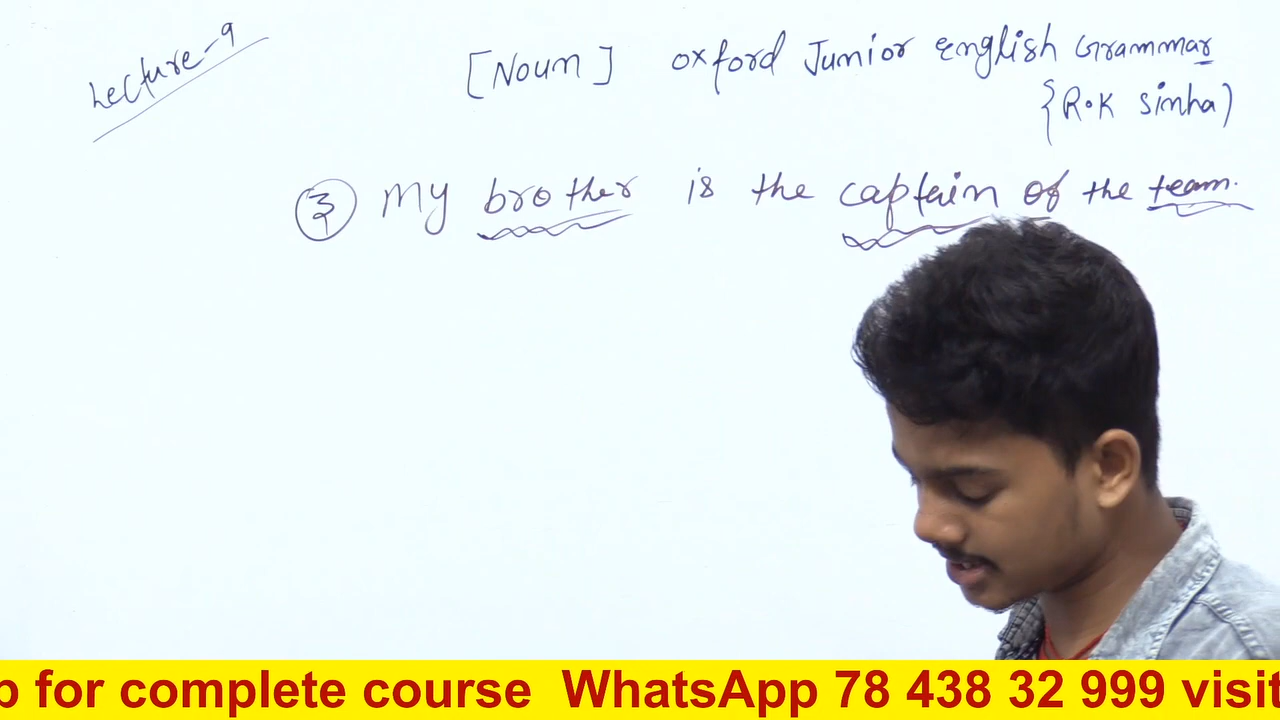 Lecture-9
[Noun] Oxford Junior English Grammar
{R.K Sinha)
3 My brother is the captain of the team.
p for complete course WhatsApp 78 438 32 999 visit